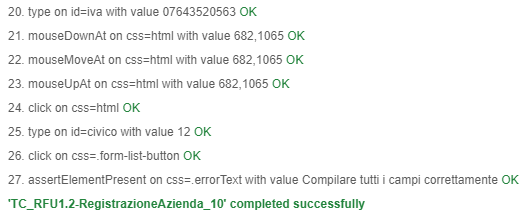 20. type on id=iva with value 07643520563 OK
21. mouseDownAt on css=html with value 682,1065 OK
22. mouseMoveAt on css=html with value 682,1065 OK
23. mouseUpAt on css=html with value 682,1065 OK
24. click on css=html OK
25. type on id=civico with value 12 OK
26. click on css=.form-list-button OK
27. assertElementPresent on css=.errorText with value Compilare tutti i campi correttamente OK
'TC_RFU1.2-RegistrazioneAzienda_10' completed successfully